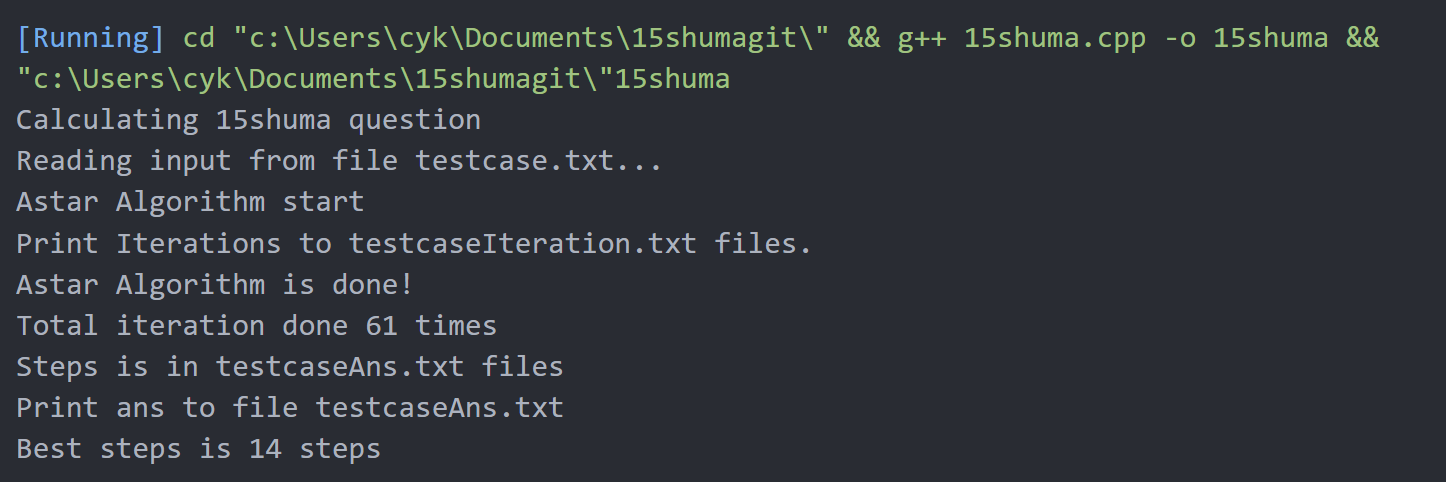 [Running] cd "c:\Users\cyk\Documents\15shumagit\" && g++ 15shuma.cpp -o 15shuma &&
"c:\Users\cyk\Documents\15shumagit\"15shuma
Calculating 15shuma question
Reading input from file testcase.txt...
Astar Algorithm start
Print Iterations to testcaseIteration.txt files.
Astar Algorithm is done!
Total iteration done 61 times
Steps is in testcaseAns.txt files
Print ans to file testcaseAns.txt
Best steps is 14 steps